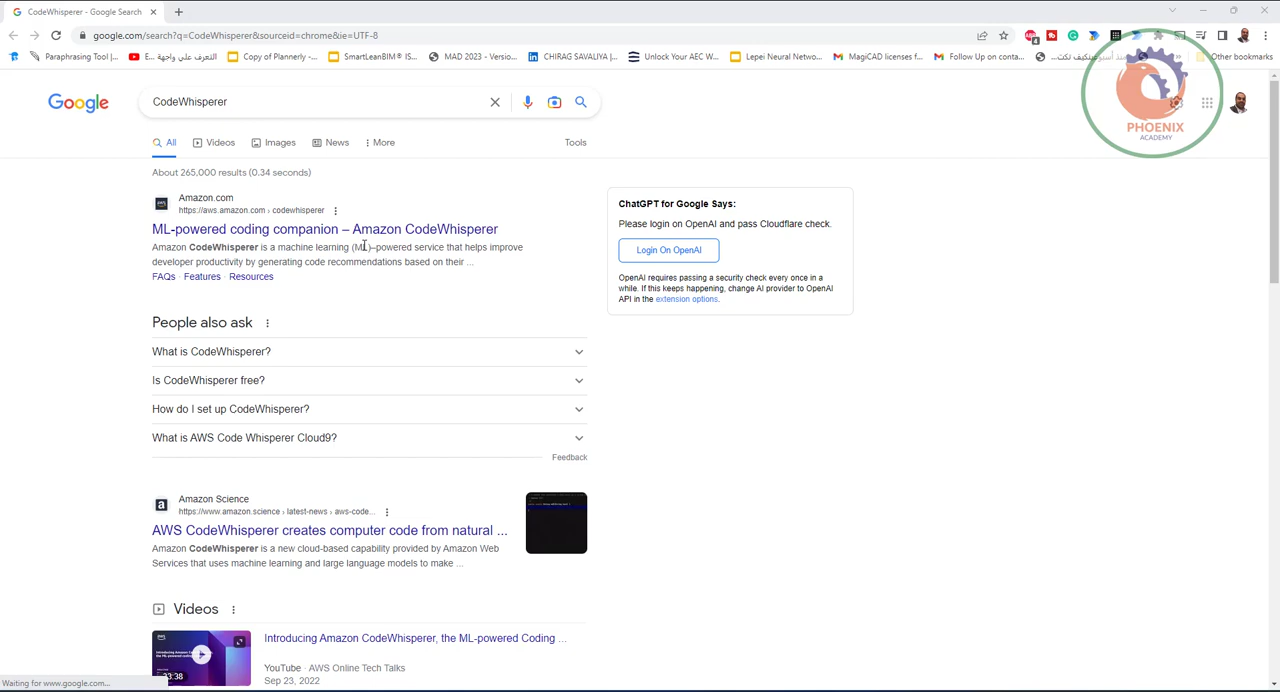 CodeWhisperer - Google Search
google.com/search?q=CodeWhisperer&sourceid=chrome&ie=UTF-8
Paraphrasing Tool |... التعرف علي واجهة ...E Copy of Plannerly -... SmartLeanBIM® IS... 'MAD 2023 - Versio... CHIRAG SAVALIYA |... Unlock Your AEC W... Lepei Neural Netwo... MagiCAD licenses f... Follow Up on conta... » Other bookmarks
Google
CodeWhisperer
PHOENIX
ACADEMY
All Videos Images News More Tools
About 265,000 results (0.34 seconds)
Amazon.com
https://aws.amazon.com › codewhisperer
ML-powered coding companion – Amazon CodeWhisperer
Amazon CodeWhisperer is a machine learning (ML)-powered service that helps improve
developer productivity by generating code recommendations based on their ...
FAQs · Features · Resources
ChatGPT for Google Says:
Please login on OpenAI and pass Cloudflare check.
Login On OpenAI
OpenAI requires passing a security check every once in a
while. If this keeps happening, change AI provider to OpenAI
API in the extension options.
People also ask
What is CodeWhisperer?
Is CodeWhisperer free?
How do I set up CodeWhisperer?
What is AWS Code Whisperer Cloud9?
Feedback
Amazon Science
https://www.amazon.science › latest-news › aws-code...
AWS CodeWhisperer creates computer code from natural ...
Amazon CodeWhisperer is a new cloud-based capability provided by Amazon Web
Services that uses machine learning and large language models to make ...
Videos
Introducing Amazon CodeWhisperer, the ML-powered Coding ...
YouTube · AWS Online Tech Talks
Sep 23, 2022
Waiting for www.google.com...